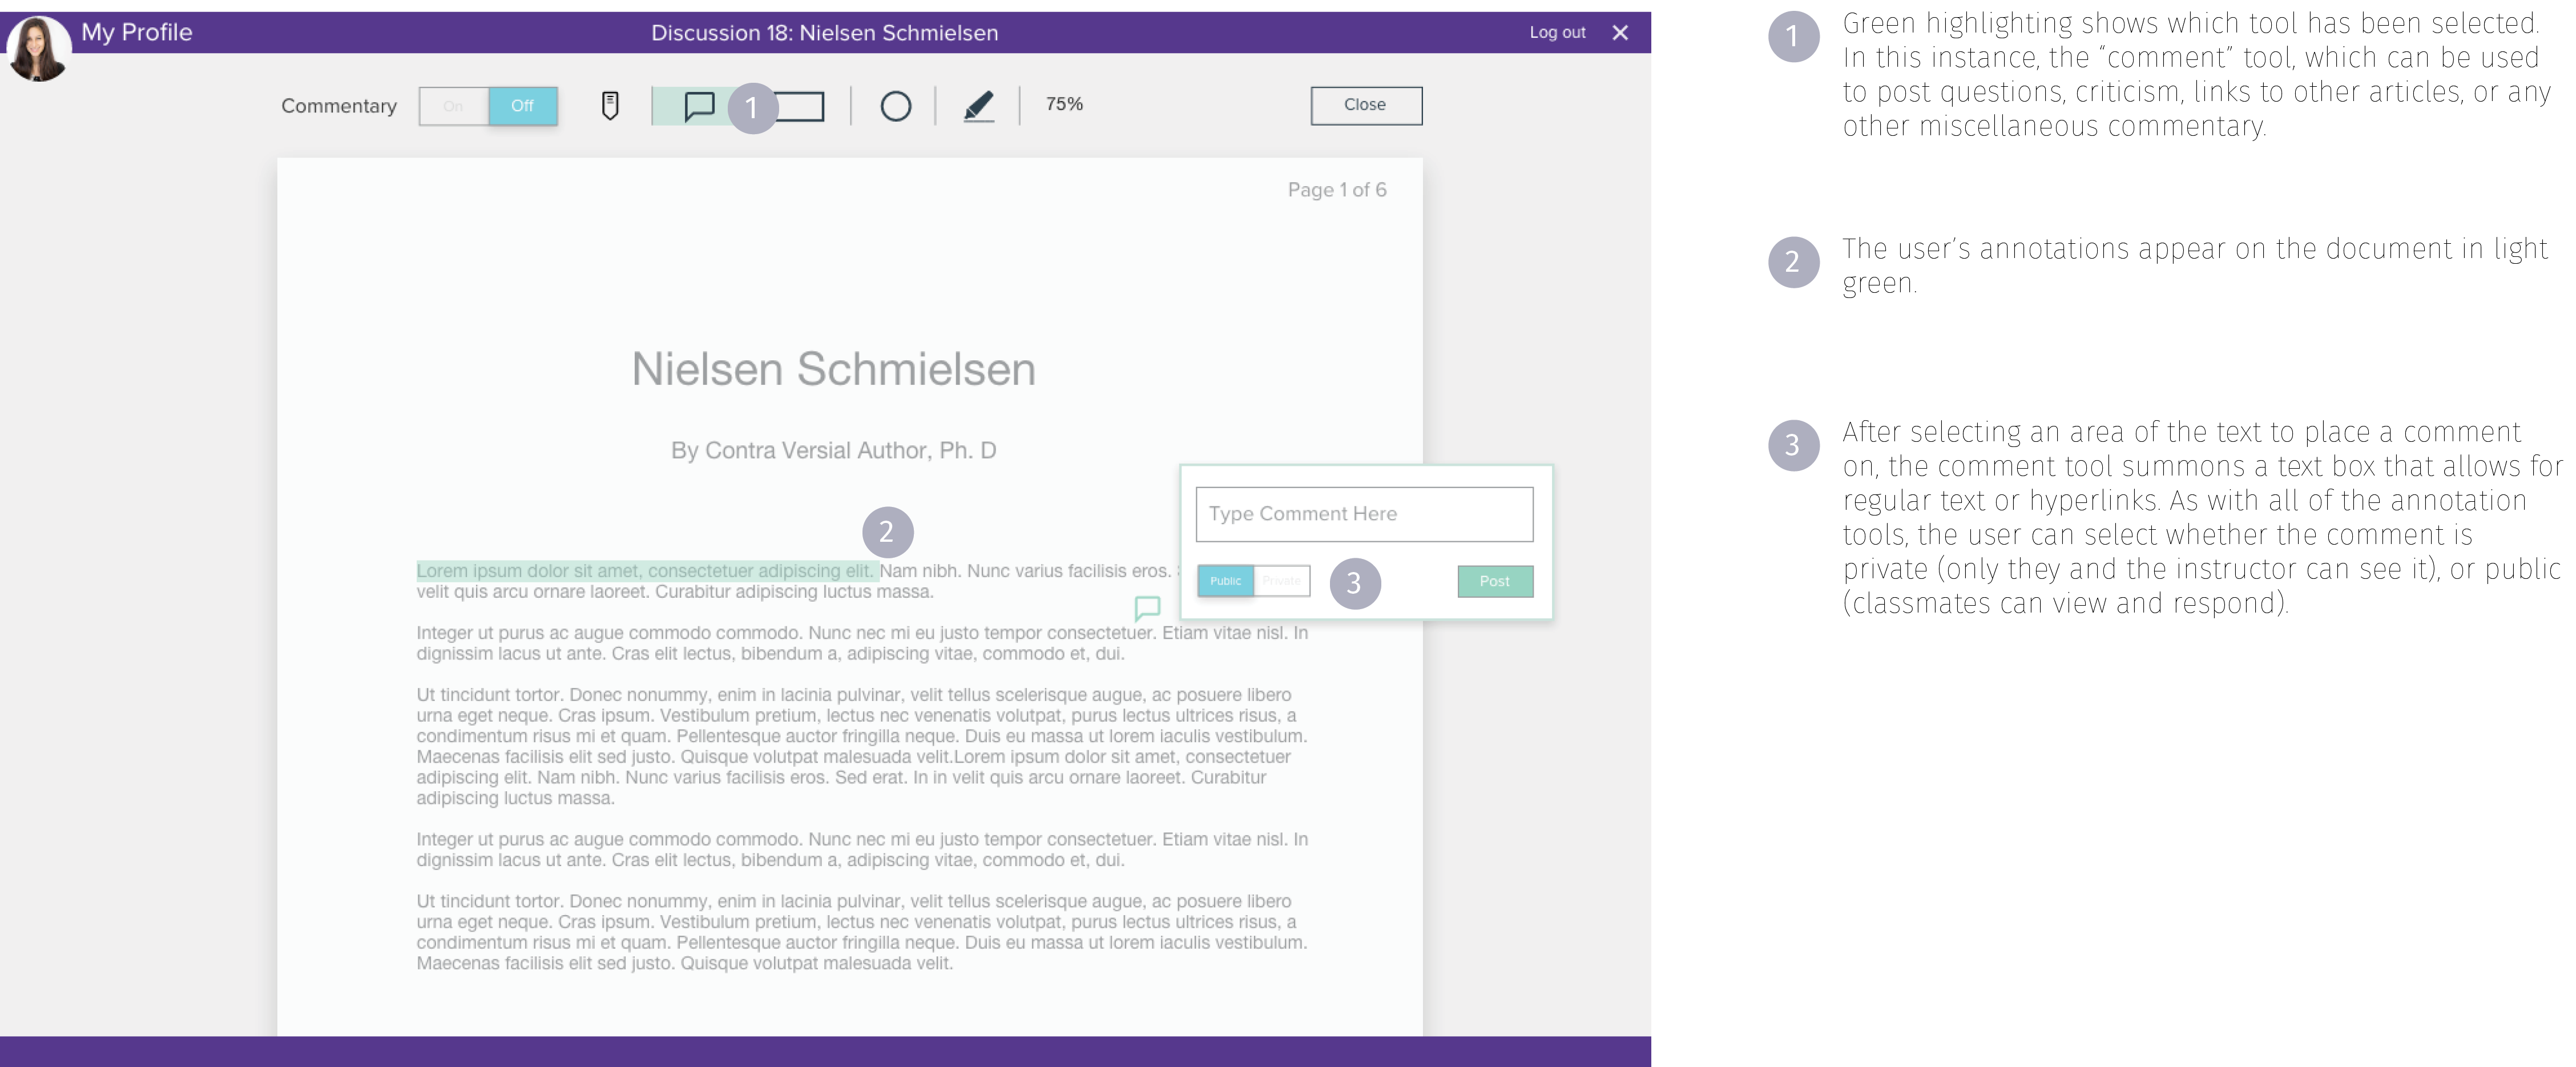 My Profile
Discussion 18: Nielsen Schmielsen
Log out
Commentary
On
Off
1
75%
Close
Page 1 of 6
Nielsen Schmielsen
By Contra Versial Author, Ph. D
2
Lorem ipsum dolor sit amet, consectetuer adipiscing elit. Nam nibh. Nunc varius facilisis eros.
velit quis arcu ornare laoreet. Curabitur adipiscing luctus massa.
Integer ut purus ac augue commodo commodo. Nunc nec mi eu justo tempor consectetuer. Etiam vitae nisl. In
dignissim lacus ut ante. Cras elit lectus, bibendum a, adipiscing vitae, commodo et, dui.
Ut tincidunt tortor. Donec nonummy, enim in lacinia pulvinar, velit tellus scelerisque augue, ac posuere libero
urna eget neque. Cras ipsum. Vestibulum pretium, lectus nec venenatis volutpat, purus lectus ultrices risus, a
condimentum risus mi et quam. Pellentesque auctor fringilla neque. Duis eu massa ut lorem iaculis vestibulum.
Maecenas facilisis elit sed justo. Quisque volutpat malesuada velit.Lorem ipsum dolor sit amet, consectetuer
adipiscing elit. Nam nibh. Nunc varius facilisis eros. Sed erat. In in velit quis arcu ornare laoreet. Curabitur
adipiscing luctus massa.
Integer ut purus ac augue commodo commodo. Nunc nec mi eu justo tempor consectetuer. Etiam vitae nisl. In
dignissim lacus ut ante. Cras elit lectus, bibendum a, adipiscing vitae, commodo et, dui.
Ut tincidunt tortor. Donec nonummy, enim in lacinia pulvinar, velit tellus scelerisque augue, ac posuere libero
urna eget neque. Cras ipsum. Vestibulum pretium, lectus nec venenatis volutpat, purus lectus ultrices risus, a
condimentum risus mi et quam. Pellentesque auctor fringilla neque. Duis eu massa ut lorem iaculis vestibulum.
Maecenas facilisis elit sed justo. Quisque volutpat malesuada velit.
Type Comment Here
Public
Private
3
Post
1
Green highlighting shows which tool has been selected.
In this instance, the “comment” tool, which can be used
to post questions, criticism, links to other articles, or any
other miscellaneous commentary.
2
The user’s annotations appear on the document in light
green.
3
After selecting an area of the text to place a comment
on, the comment tool summons a text box that allows for
regular text or hyperlinks. As with all of the annotation
tools, the user can select whether the comment is
private (only they and the instructor can see it), or public
(classmates can view and respond).